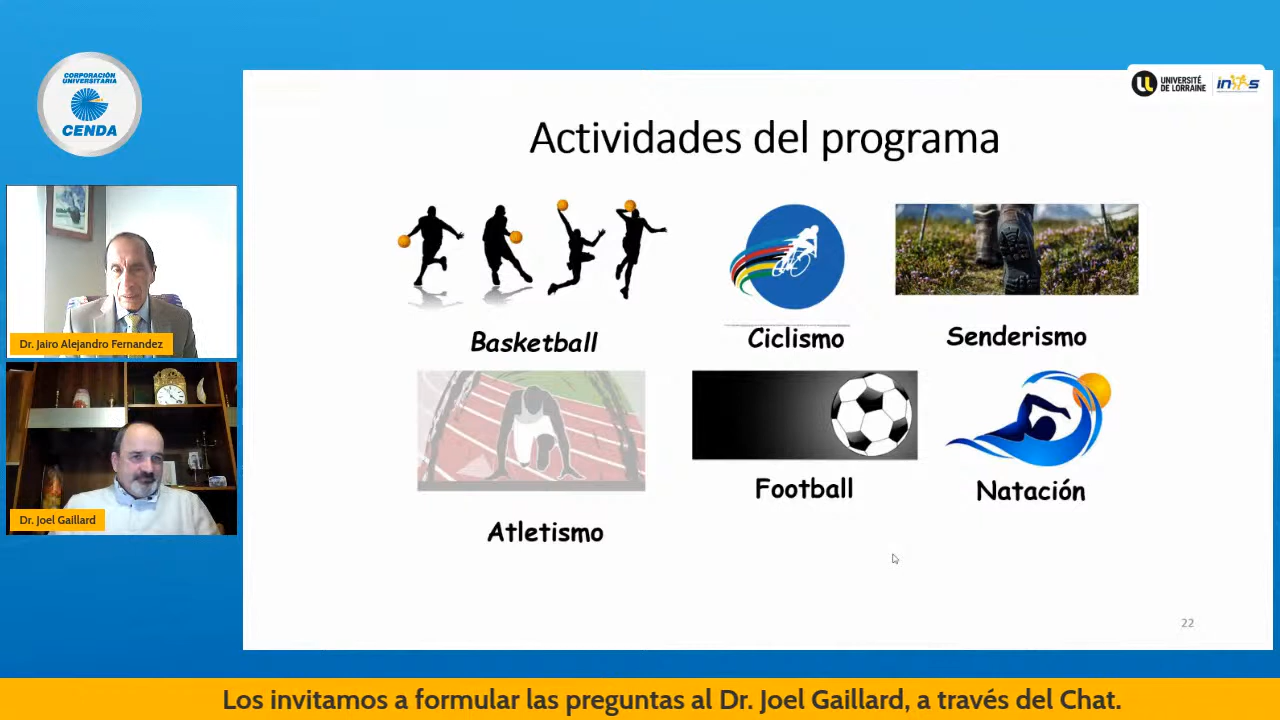 CORPORACIÓN
UNIVERSITARIA
CENDA
UNIVERSITÉ
DE LORRAINE
Actividades del programa
Basketball
Ciclismo
Senderismo
Atletismo
Football
Natación
Dr. Jairo Alejandro Fernandez
Dr. Joel Gaillard
22
Los invitamos a formular las preguntas al Dr. Joel Gaillard, a través del Chat.